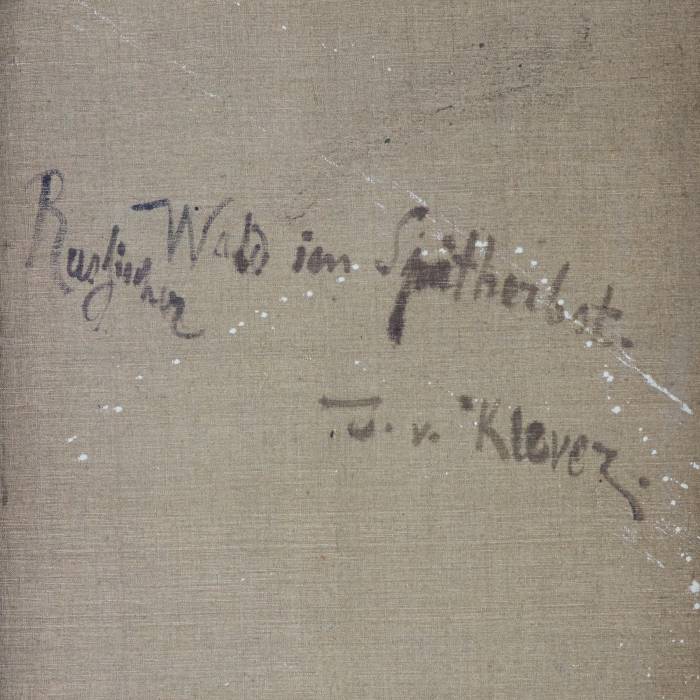 Russischer Wald im Spätherbst.
J. v. Klever.